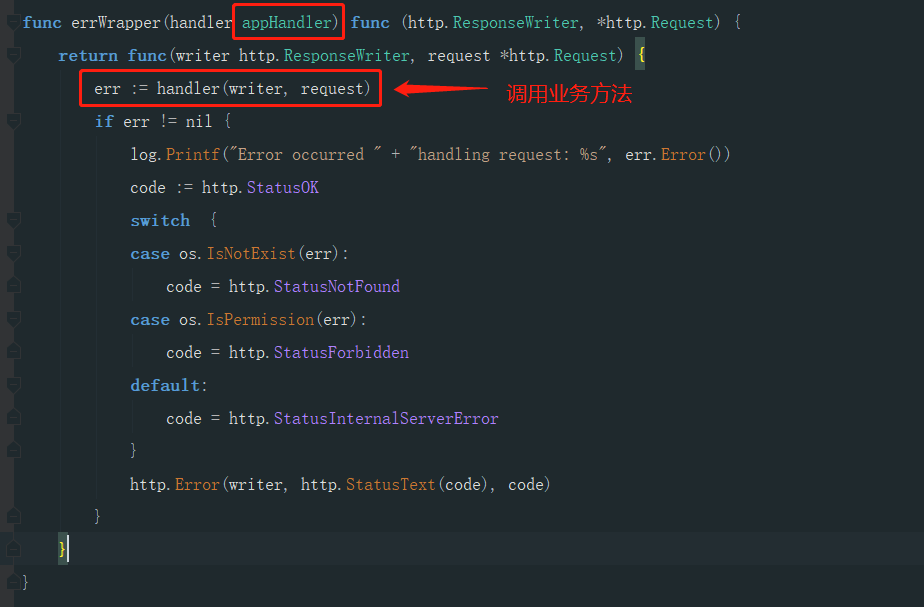 func errWrapper(handler appHandler) func (http.ResponseWriter, *http.Request) {
return func(writer http.ResponseWriter, request *http.Request) {
err := handler(writer, request)
调用业务方法
if err != nil {
log.Printf("Error occurred " + "handling request: %s", err.Error())
code := http.StatusOK
switch {
case os.IsNotExist(err):
code = http.StatusNotFound
case os.IsPermission(err):
code = http.StatusForbidden
default:
code = http.StatusInternalServerError
}
http.Error(writer, http.StatusText(code), code)
}
}
}